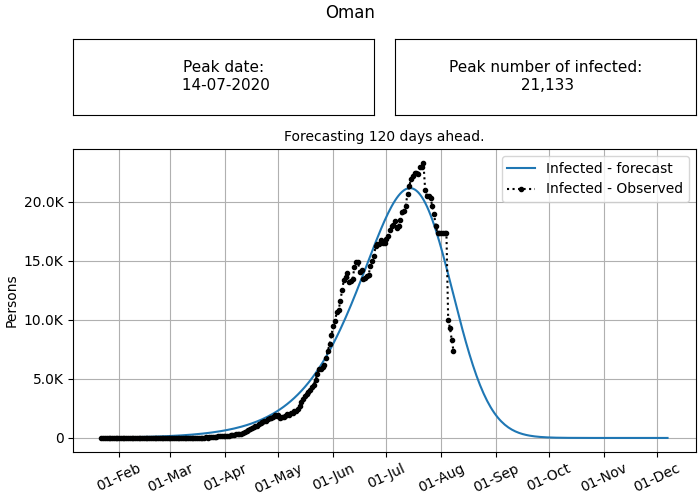 Oman
Peak date:
14-07-2020
Peak number of infected:
21,133
Forecasting 120 days ahead.
Infected - forecast
Infected - Observed
Persons
20.0K
15.0K
10.0K
5.0K
0
01-Feb
01-Mar
01-Apr
01-May
01-Jun
01-Jul
01-Aug
01-Sep
01-Oct
01-Nov
01-Dec